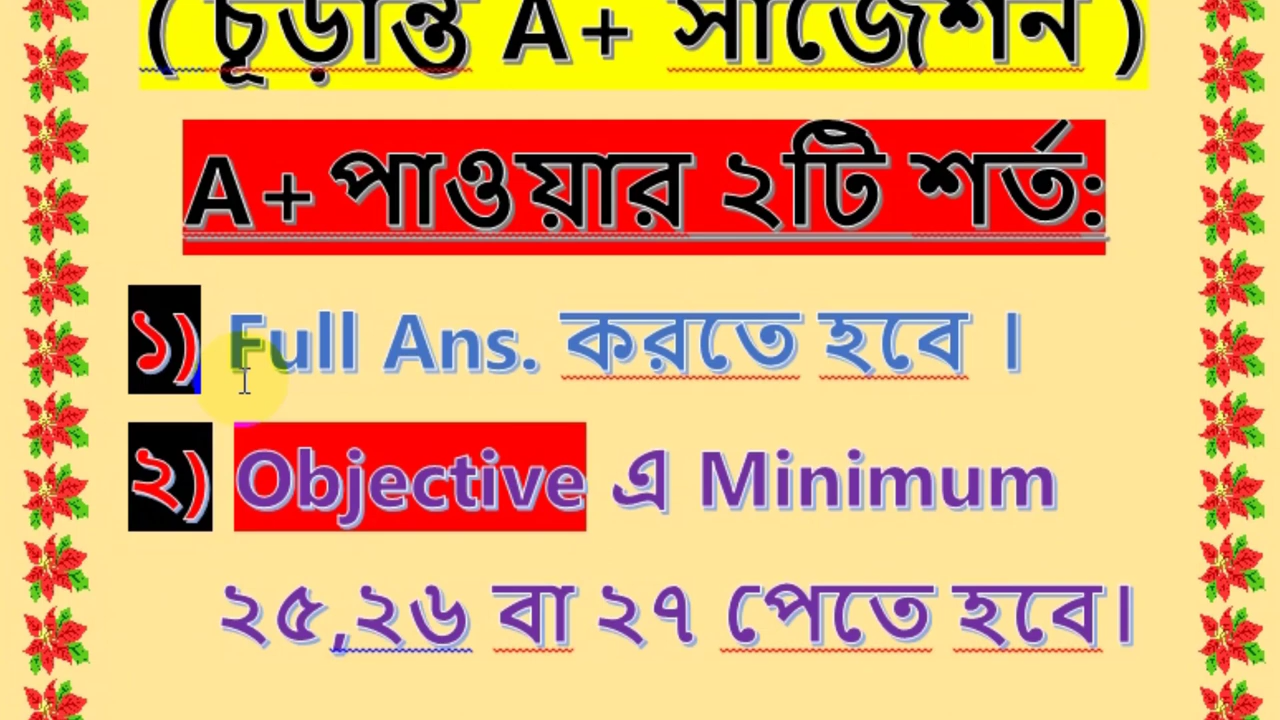 ( চূড়ান্ত A+ সাজেশন )
A+ পাওয়ার ২টি শর্ত:
১) Full Ans. করতে হবে ।
২) Objective এ Minimum
২৫,২৬ বা ২৭ পেতে হবে।